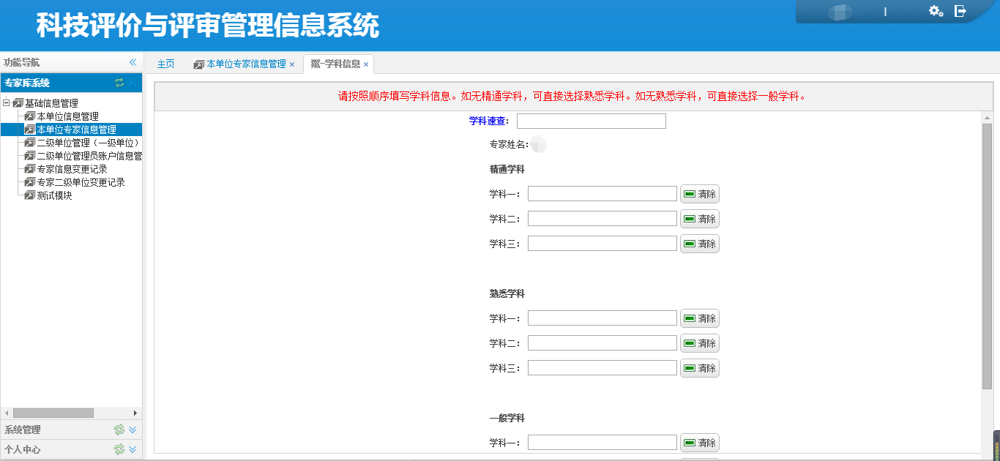 科技评价与评审管理信息系统
功能导航
主页
本单位专家信息管理
学科信息
专家库系统
基础信息管理
本单位信息管理
本单位专家信息管理
二级单位管理（一级单位）
二级单位管理员账户信息管
专家信息变更记录
专家二级单位变更记录
测试模块
系统管理
个人中心
请按照顺序填写学科信息。如无精通学科，可直接选择熟悉学科。如无熟悉学科，可直接选择一般学科。
学科速查：
专家姓名：
精通学科
学科一： 清除
学科二： 清除
学科三： 清除
熟悉学科
学科一： 清除
学科二： 清除
学科三： 清除
一般学科
学科一： 清除